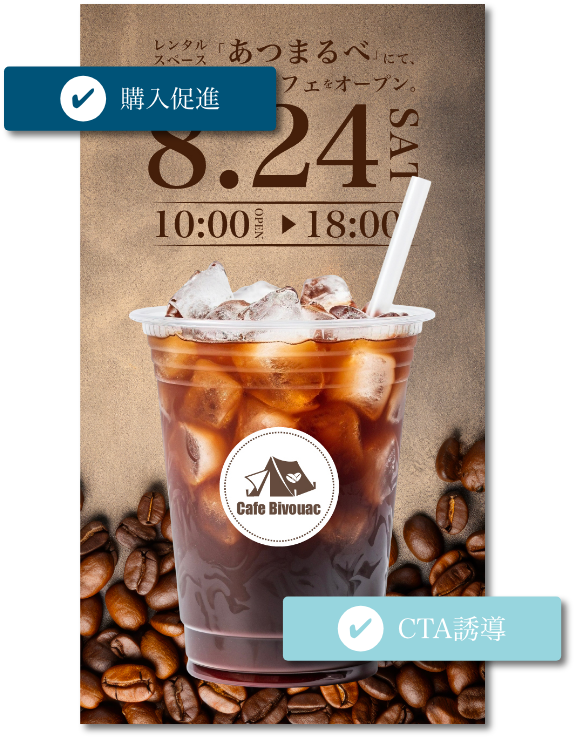 レンタル
スペース
「あつまるべ」にて、
フェをオープン。
購入促進
8.24 SAT
10:00 OPEN ▶ 18:00
Cafe Bivouac
CTA誘導